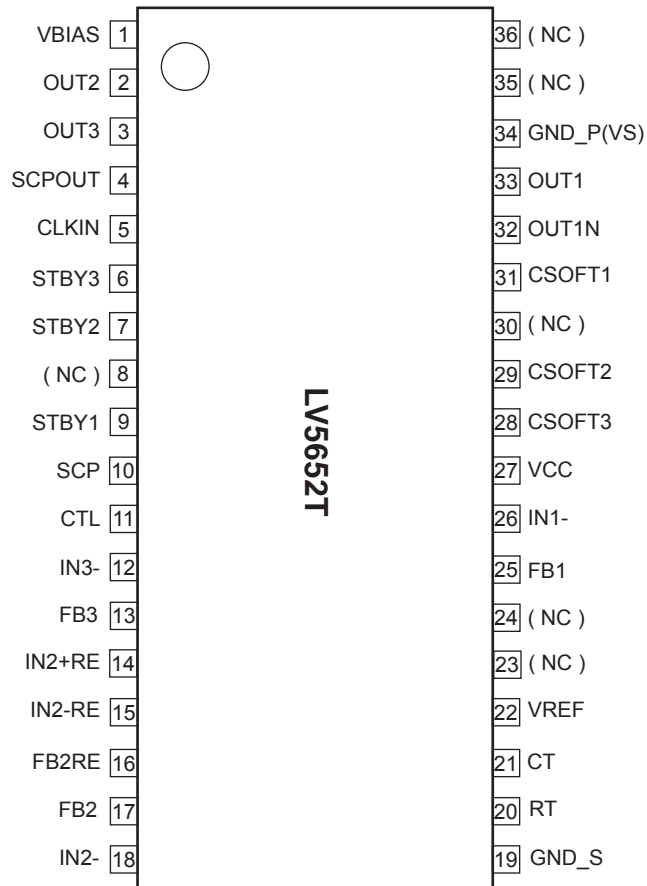 VBIAS 1
OUT2 2
OUT3 3
SCPOUT 4
CLKIN 5
STBY3 6
STBY2 7
( NC ) 8
STBY1 9
SCP 10
CTL 11
IN3- 12
FB3 13
IN2+RE 14
IN2-RE 15
FB2RE 16
FB2 17
IN2- 18
LV5652T
36 ( NC )
35 ( NC )
34 GND_P(VS)
33 OUT1
32 OUT1N
31 CSOFT1
30 ( NC )
29 CSOFT2
28 CSOFT3
27 VCC
26 IN1-
25 FB1
24 ( NC )
23 ( NC )
22 VREF
21 CT
20 RT
19 GND_S